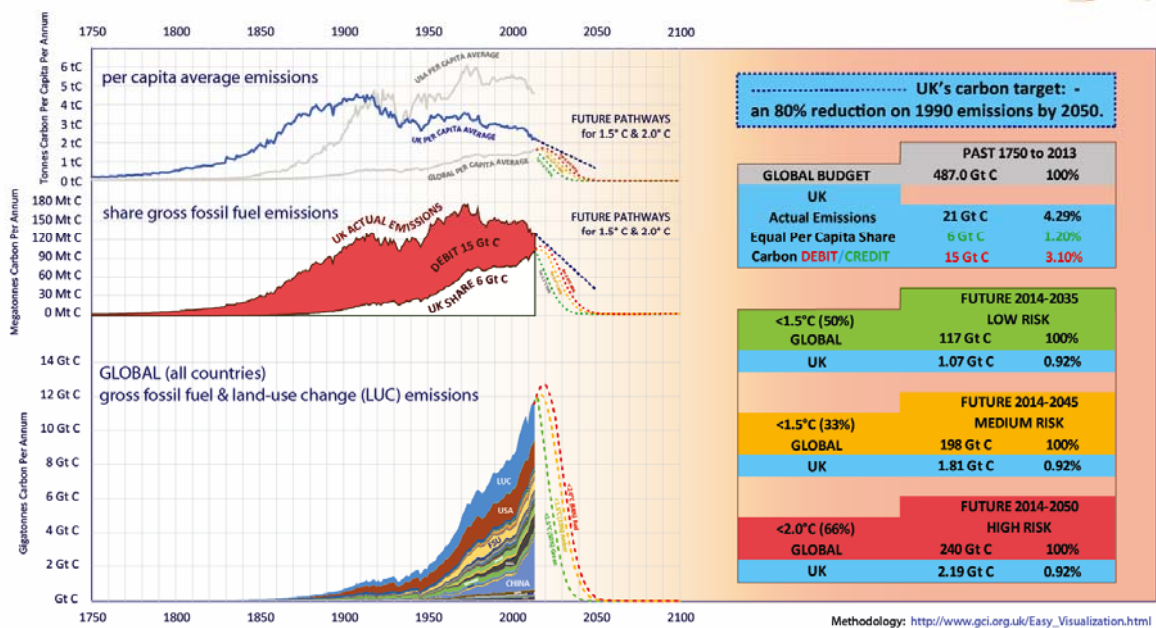 1750 1800 1850 1900 1950 2000 2050 2100
Tonnes Carbon Per Capita Per Annum
6 tC
5 tC
4 tC
3 tC
2 tC
1 tC
0 tC
per capita average emissions
USA PER CAPITA AVERAGE
UK PER CAPITA AVERAGE
GLOBAL PER CAPITA AVERAGE
FUTURE PATHWAYS
for 1.5° C & 2.0° C
Megatonnes Carbon Per Annum
180 Mt C
150 Mt C
120 Mt C
90 Mt C
60 Mt C
30 Mt C
0 Mt C
share gross fossil fuel emissions
UK ACTUAL EMISSIONS
DEBIT 15 Gt C
UK SHARE 6 Gt C
FUTURE PATHWAYS
for 1.5° C & 2.0° C
Gigatonnes Carbon Per Annum
14 Gt C
12 Gt C
10 Gt C
8 Gt C
6 Gt C
4 Gt C
2 Gt C
Gt C
GLOBAL (all countries)
gross fossil fuel & land-use change (LUC) emissions
LUC
USA
FSU
CHINA
1750 1800 1850 1900 1950 2000 2050 2100
UK's carbon target: -
an 80% reduction on 1990 emissions by 2050.
PAST 1750 to 2013
GLOBAL BUDGET 487.0 Gt C 100%
UK
Actual Emissions 21 Gt C 4.29%
Equal Per Capita Share 6 Gt C 1.20%
Carbon DEBIT/CREDIT 15 Gt C 3.10%
FUTURE 2014-2035
<1.5°C (50%) LOW RISK
GLOBAL 117 Gt C 100%
UK 1.07 Gt C 0.92%
FUTURE 2014-2045
<1.5°C (33%) MEDIUM RISK
GLOBAL 198 Gt C 100%
UK 1.81 Gt C 0.92%
FUTURE 2014-2050
<2.0°C (66%) HIGH RISK
GLOBAL 240 Gt C 100%
UK 2.19 Gt C 0.92%
Methodology: http://www.gci.org.uk/Easy_Visualization.html